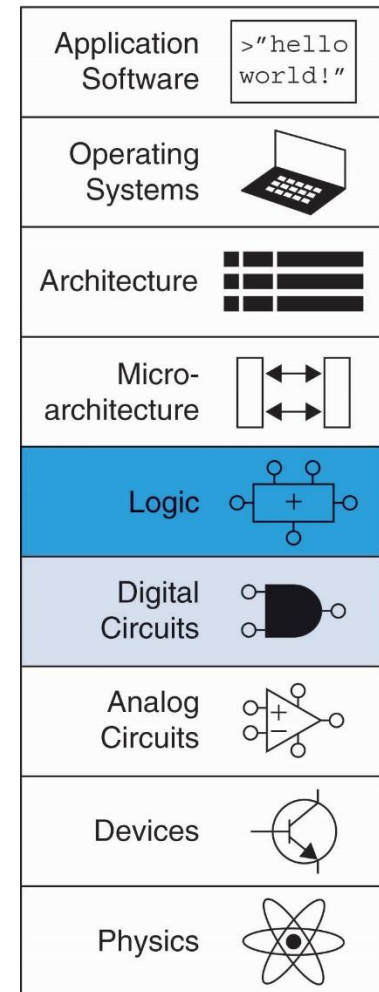 Application
Software
>"hello
world!"
Operating
Systems
Architecture
Micro-
architecture
Logic
+
Digital
Circuits
Analog
Circuits
+
−
Devices
Physics